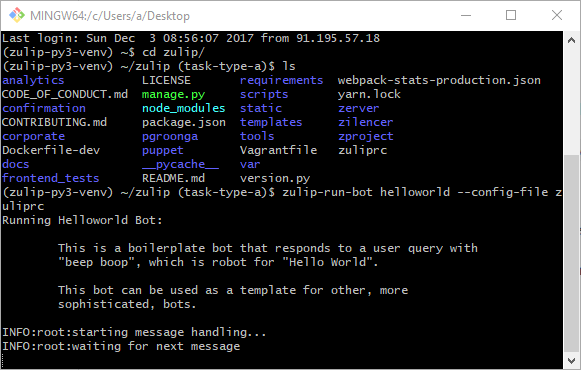 MINGW64:/c/Users/a/Desktop
Last login: Sun Dec  3 08:56:07 2017 from 91.195.57.18
(zulip-py3-venv) ~$ cd zulip/
(zulip-py3-venv) ~/zulip (task-type-a)$ ls
analytics           LICENSE       requirements  webpack-stats-production.json
CODE_OF_CONDUCT.md  manage.py     scripts       yarn.lock
confirmation        node_modules  static        zerver
CONTRIBUTING.md     package.json  templates     zilencer
corporate           pgroonga      tools         zproject
Dockerfile-dev      puppet        Vagrantfile   zuliprc
docs                __pycache__   var
frontend_tests      README.md     version.py
(zulip-py3-venv) ~/zulip (task-type-a)$ zulip-run-bot helloworld --config-file z
uliprc
Running Helloworld Bot:
This is a boilerplate bot that responds to a user query with
"beep boop", which is robot for "Hello World".
This bot can be used as a template for other, more
sophisticated, bots.
INFO:root:starting message handling...
INFO:root:waiting for next message